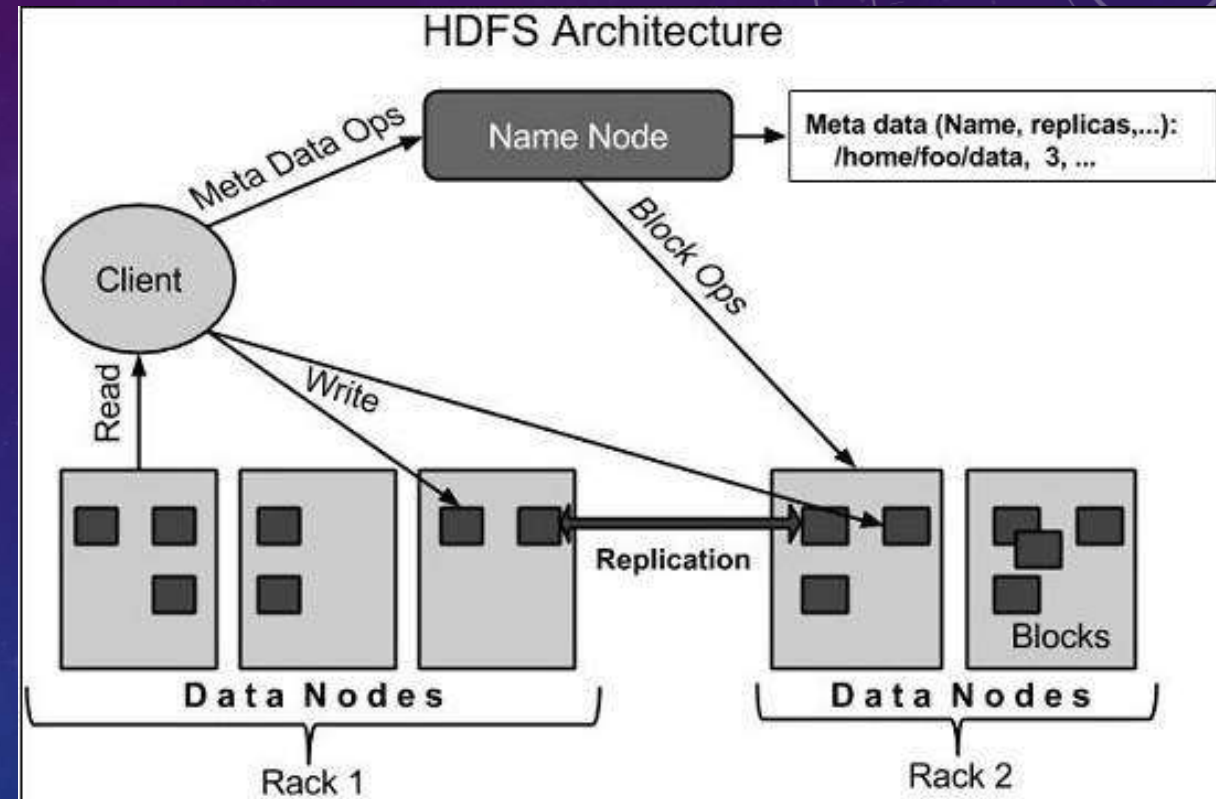 HDFS Architecture
Name Node
Meta data (Name, replicas,...):
/home/foo/data, 3, ...
Meta Data Ops
Client
Block Ops
Read
Write
Replication
Blocks
Data Nodes
Data Nodes
Rack 1
Rack 2